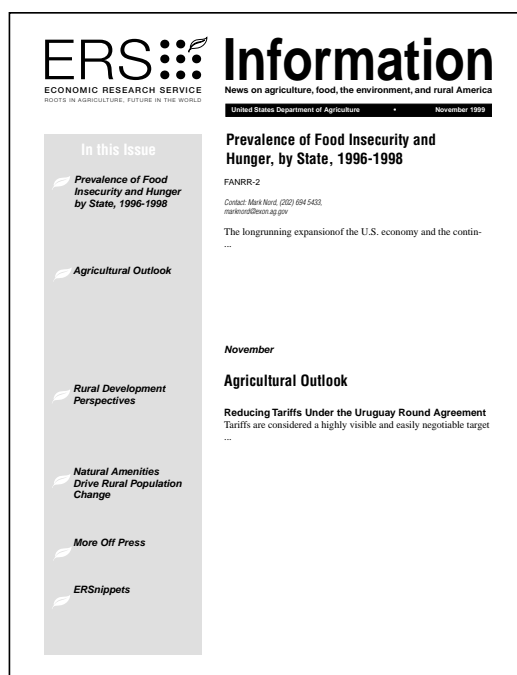 ERS
ECONOMIC RESEARCH SERVICE
ROOTS IN AGRICULTURE, FUTURE IN THE WORLD
Information
News on agriculture, food, the environment, and rural America
United States Department of Agriculture • November 1999
In this Issue
Prevalence of Food
Insecurity and Hunger
by State, 1996-1998
Agricultural Outlook
Rural Development
Perspectives
Natural Amenities
Drive Rural Population
Change
More Off Press
ERSnippets
Prevalence of Food Insecurity and
Hunger, by State, 1996-1998
FANRR-2
Contact: Mark Nord, (202) 694 5433,
marknord@exon.ag.gov
The longrunning expansionof the U.S. economy and the contin-
...
November
Agricultural Outlook
Reducing Tariffs Under the Uruguay Round Agreement
Tariffs are considered a highly visible and easily negotiable target
...